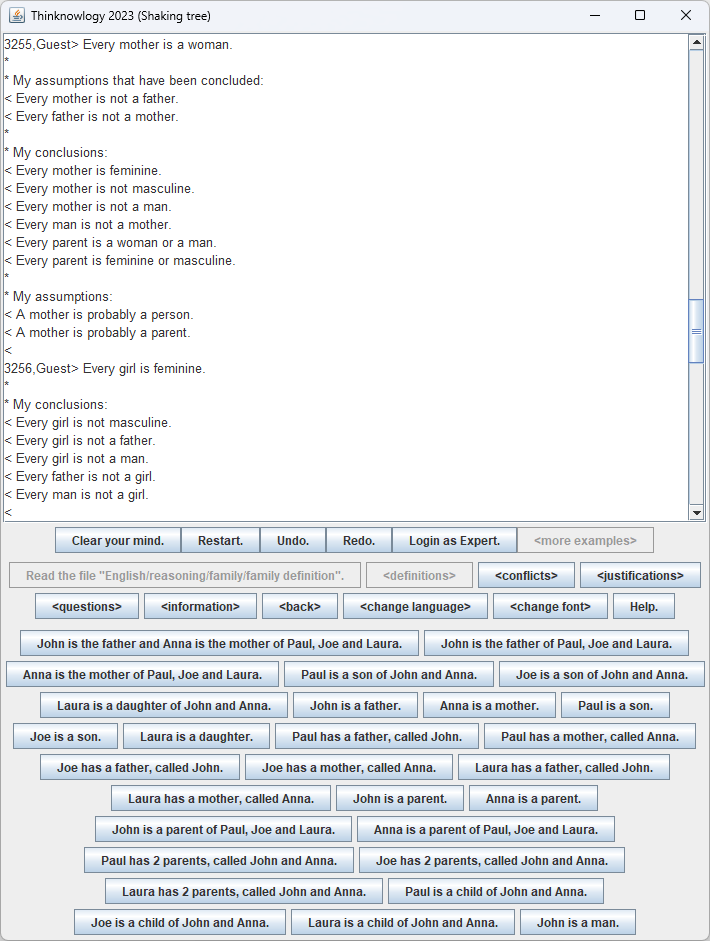 Thinknowlogy 2023 (Shaking tree)
3255,Guest> Every mother is a woman.
*
* My assumptions that have been concluded:
< Every mother is not a father.
< Every father is not a mother.
*
* My conclusions:
< Every mother is feminine.
< Every mother is not masculine.
< Every mother is not a man.
< Every man is not a mother.
< Every parent is a woman or a man.
< Every parent is feminine or masculine.
*
* My assumptions:
< A mother is probably a person.
< A mother is probably a parent.
<
3256,Guest> Every girl is feminine.
*
* My conclusions:
< Every girl is not masculine.
< Every girl is not a father.
< Every girl is not a man.
< Every father is not a girl.
< Every man is not a girl.
<
Clear your mind. Restart. Undo. Redo. Login as Expert. <more examples>
Read the file "English/reasoning/family/family definition". <definitions> <conflicts> <justifications>
<questions> <information> <back> <change language> <change font> Help.
John is the father and Anna is the mother of Paul, Joe and Laura. John is the father of Paul, Joe and Laura.
Anna is the mother of Paul, Joe and Laura. Paul is a son of John and Anna. Joe is a son of John and Anna.
Laura is a daughter of John and Anna. John is a father. Anna is a mother. Paul is a son.
Joe is a son. Laura is a daughter. Paul has a father, called John. Paul has a mother, called Anna.
Joe has a father, called John. Joe has a mother, called Anna. Laura has a father, called John.
Laura has a mother, called Anna. John is a parent. Anna is a parent.
John is a parent of Paul, Joe and Laura. Anna is a parent of Paul, Joe and Laura.
Paul has 2 parents, called John and Anna. Joe has 2 parents, called John and Anna.
Laura has 2 parents, called John and Anna. Paul is a child of John and Anna.
Joe is a child of John and Anna. Laura is a child of John and Anna. John is a man.